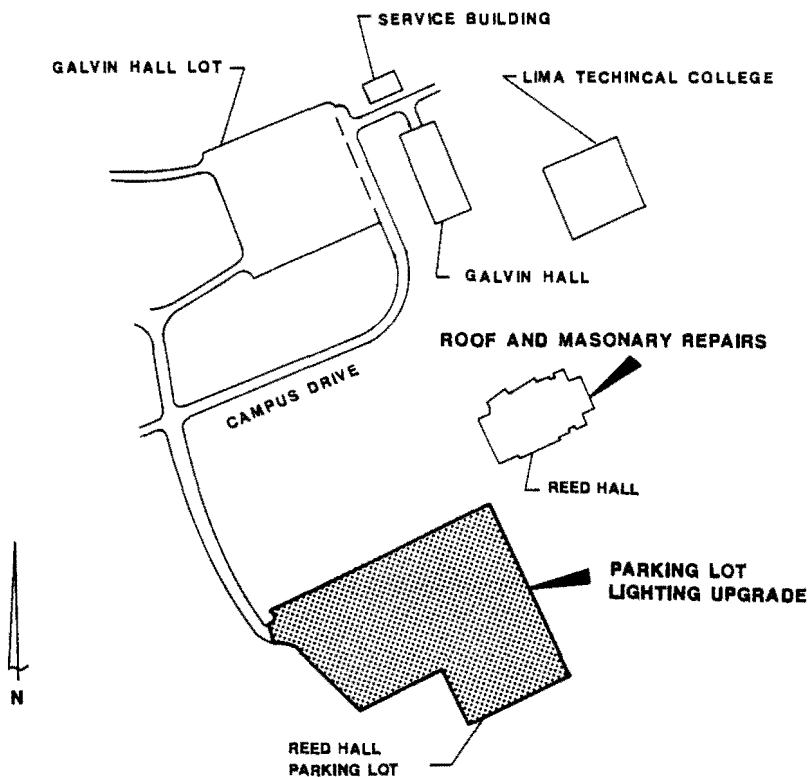 SERVICE BUILDING
GALVIN HALL LOT
LIMA TECHINCAL COLLEGE
GALVIN HALL
ROOF AND MASONARY REPAIRS
CAMPUS DRIVE
REED HALL
PARKING LOT
LIGHTING UPGRADE
N
REED HALL
PARKING LOT